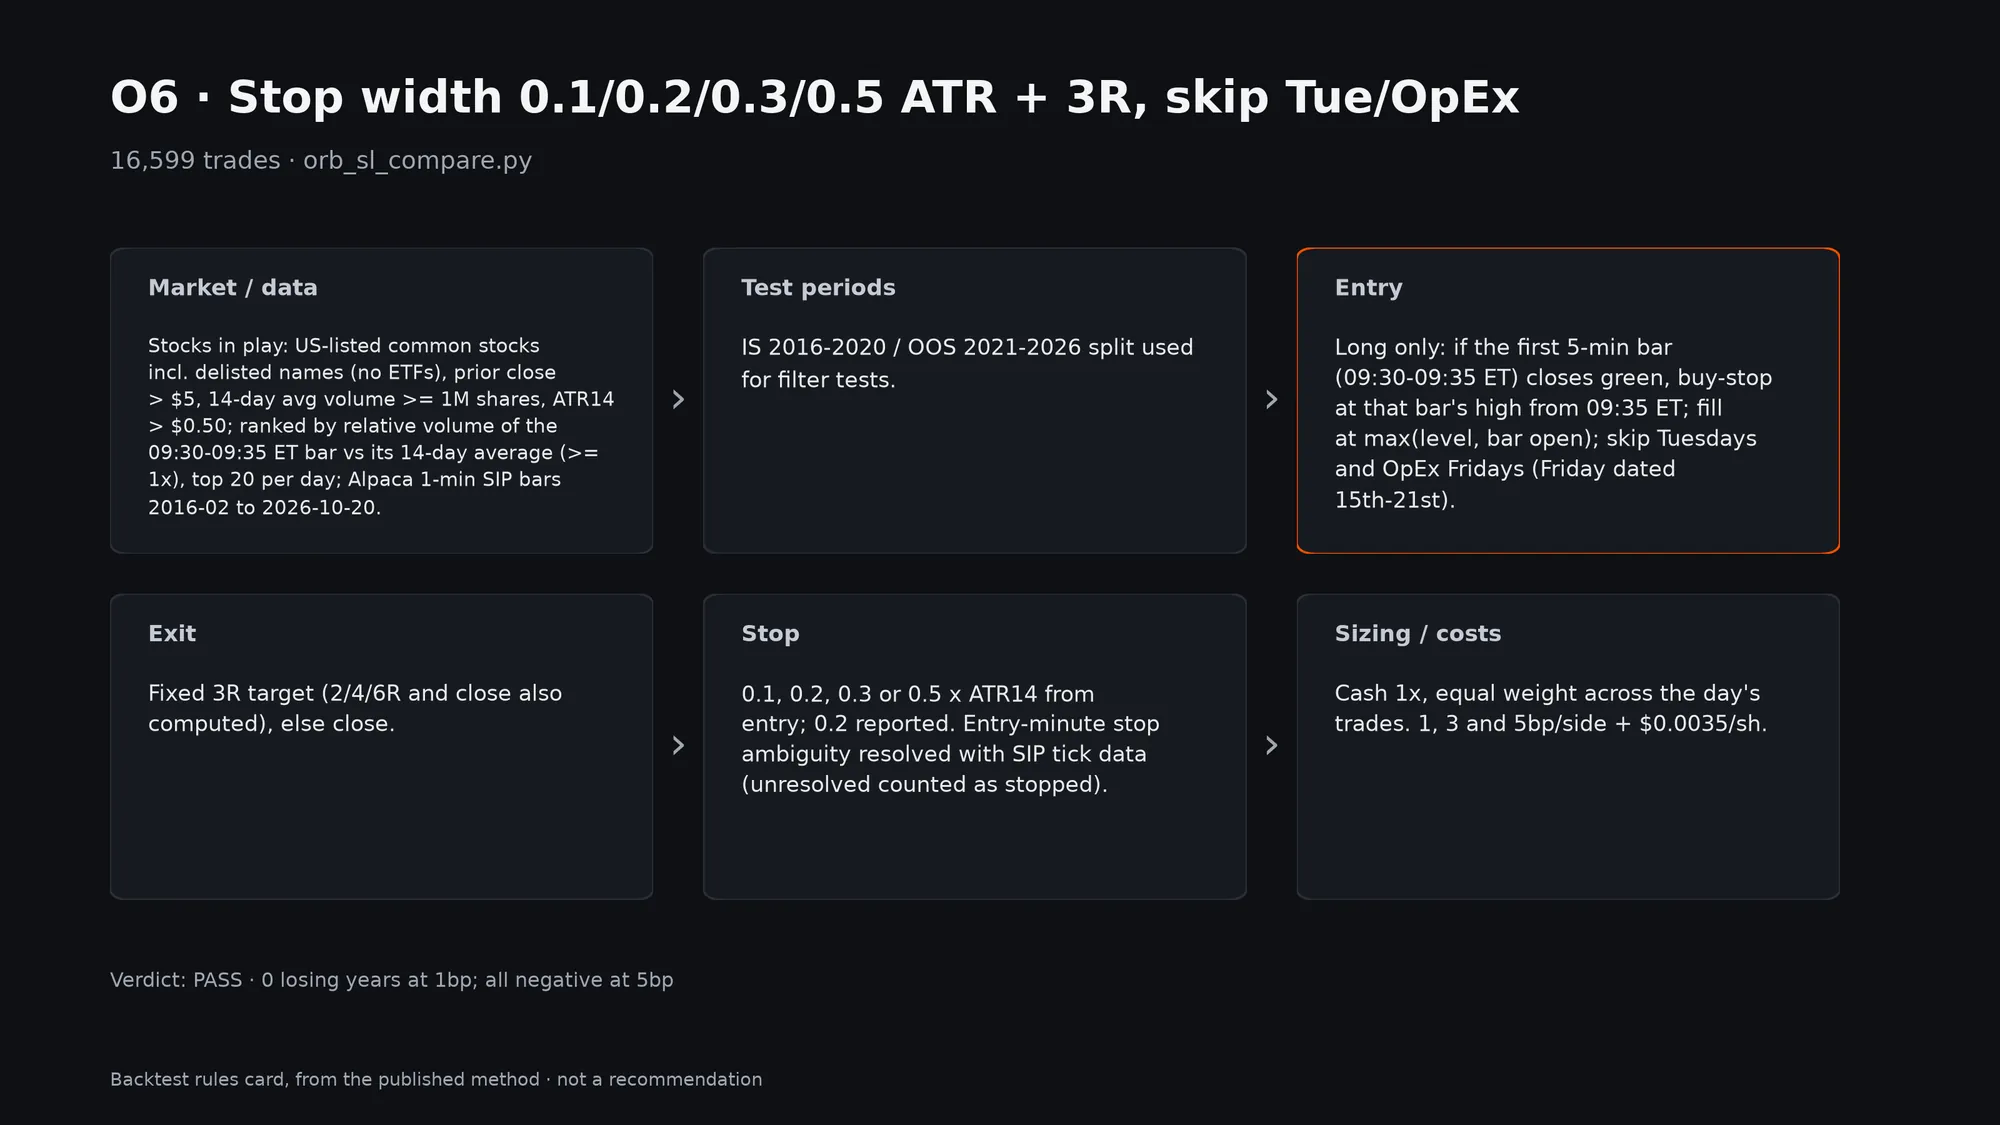 O6 · Stop width 0.1/0.2/0.3/0.5 ATR + 3R, skip Tue/OpEx
16,599 trades · orb_sl_compare.py
Market / data
Stocks in play: US-listed common stocks
incl. delisted names (no ETFs), prior close
> $5, 14-day avg volume >= 1M shares, ATR14
> $0.50; ranked by relative volume of the
09:30-09:35 ET bar vs its 14-day average (>=
1x), top 20 per day; Alpaca 1-min SIP bars
2016-02 to 2026-10-20.
›
Test periods
IS 2016-2020 / OOS 2021-2026 split used
for filter tests.
›
Entry
Long only: if the first 5-min bar
(09:30-09:35 ET) closes green, buy-stop
at that bar's high from 09:35 ET; fill
at max(level, bar open); skip Tuesdays
and OpEx Fridays (Friday dated
15th-21st).
Exit
Fixed 3R target (2/4/6R and close also
computed), else close.
›
Stop
0.1, 0.2, 0.3 or 0.5 x ATR14 from
entry; 0.2 reported. Entry-minute stop
ambiguity resolved with SIP tick data
(unresolved counted as stopped).
›
Sizing / costs
Cash 1x, equal weight across the day's
trades. 1, 3 and 5bp/side + $0.0035/sh.
Verdict: PASS · 0 losing years at 1bp; all negative at 5bp
Backtest rules card, from the published method · not a recommendation